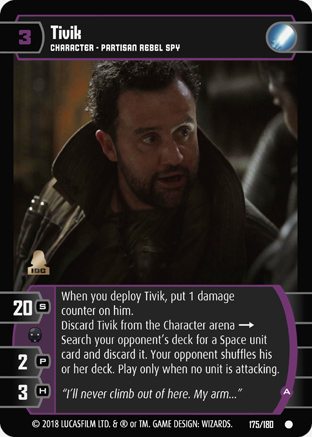 3
Tivik
CHARACTER - PARTISAN REBEL SPY
IDC
20 S
When you deploy Tivik, put 1 damage
counter on him.
Discard Tivik from the Character arena →
Search your opponent's deck for a Space unit
card and discard it. Your opponent shuffles his
or her deck. Play only when no unit is attacking.
2 P
3 H
"I'll never climb out of here. My arm..."
A
© 2018 LUCASFILM LTD. & ® OR TM. GAME DESIGN: WIZARDS. 175/180